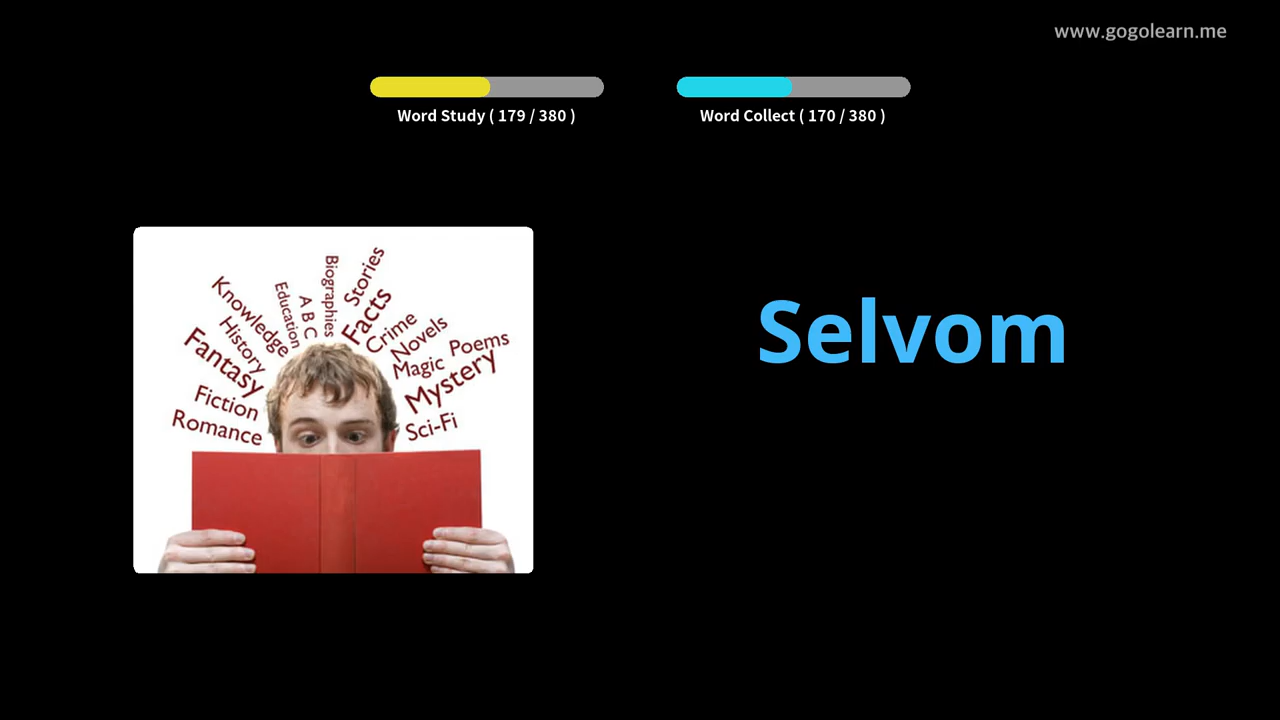 www.gogolearn.me
Word Study ( 179 / 380 )
Word Collect ( 170 / 380 )
Selvom
Romance
Fiction
Fantasy
History
Knowledge
Education
A B C
Biographies
Stories
Facts
Crime
Novels
Magic
Poems
Mystery
Sci-Fi